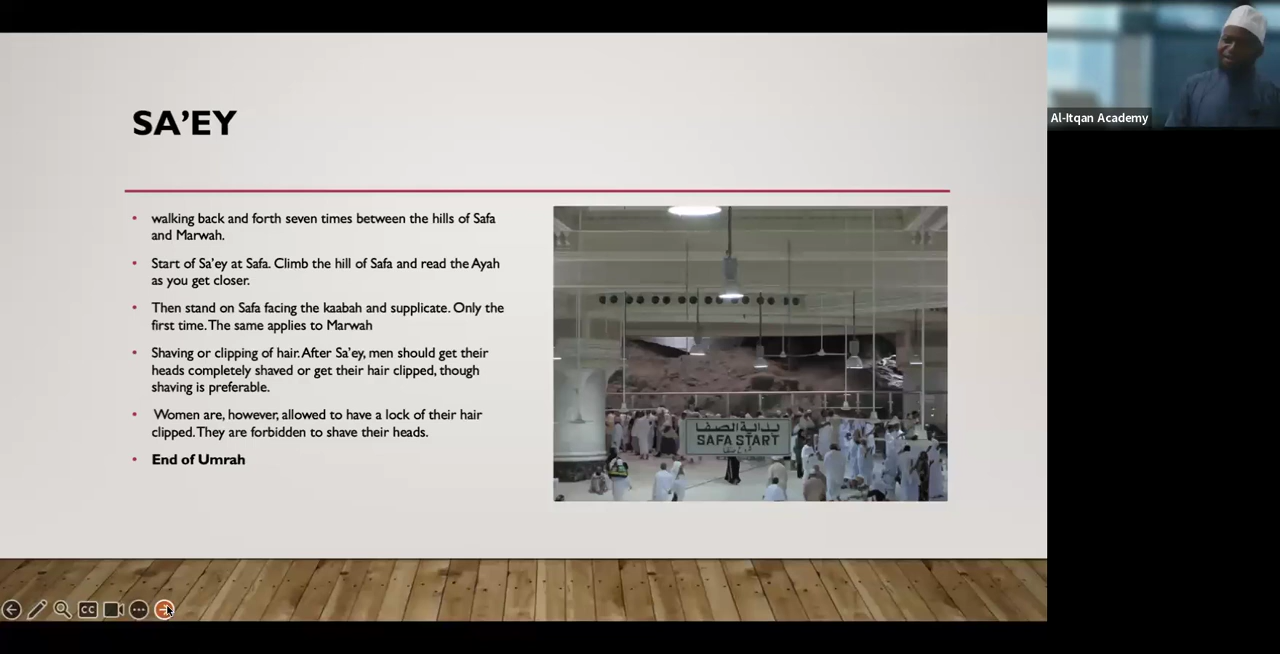 SA'EY
• walking back and forth seven times between the hills of Safa
and Marwah.
• Start of Sa'ey at Safa. Climb the hill of Safa and read the Ayah
as you get closer.
• Then stand on Safa facing the kaabah and supplicate. Only the
first time. The same applies to Marwah
• Shaving or clipping of hair. After Sa'ey, men should get their
heads completely shaved or get their hair clipped, though
shaving is preferable.
• Women are, however, allowed to have a lock of their hair
clipped. They are forbidden to shave their heads.
• End of Umrah
بداية الصفا
SAFA START
Al-Itqan Academy
CC